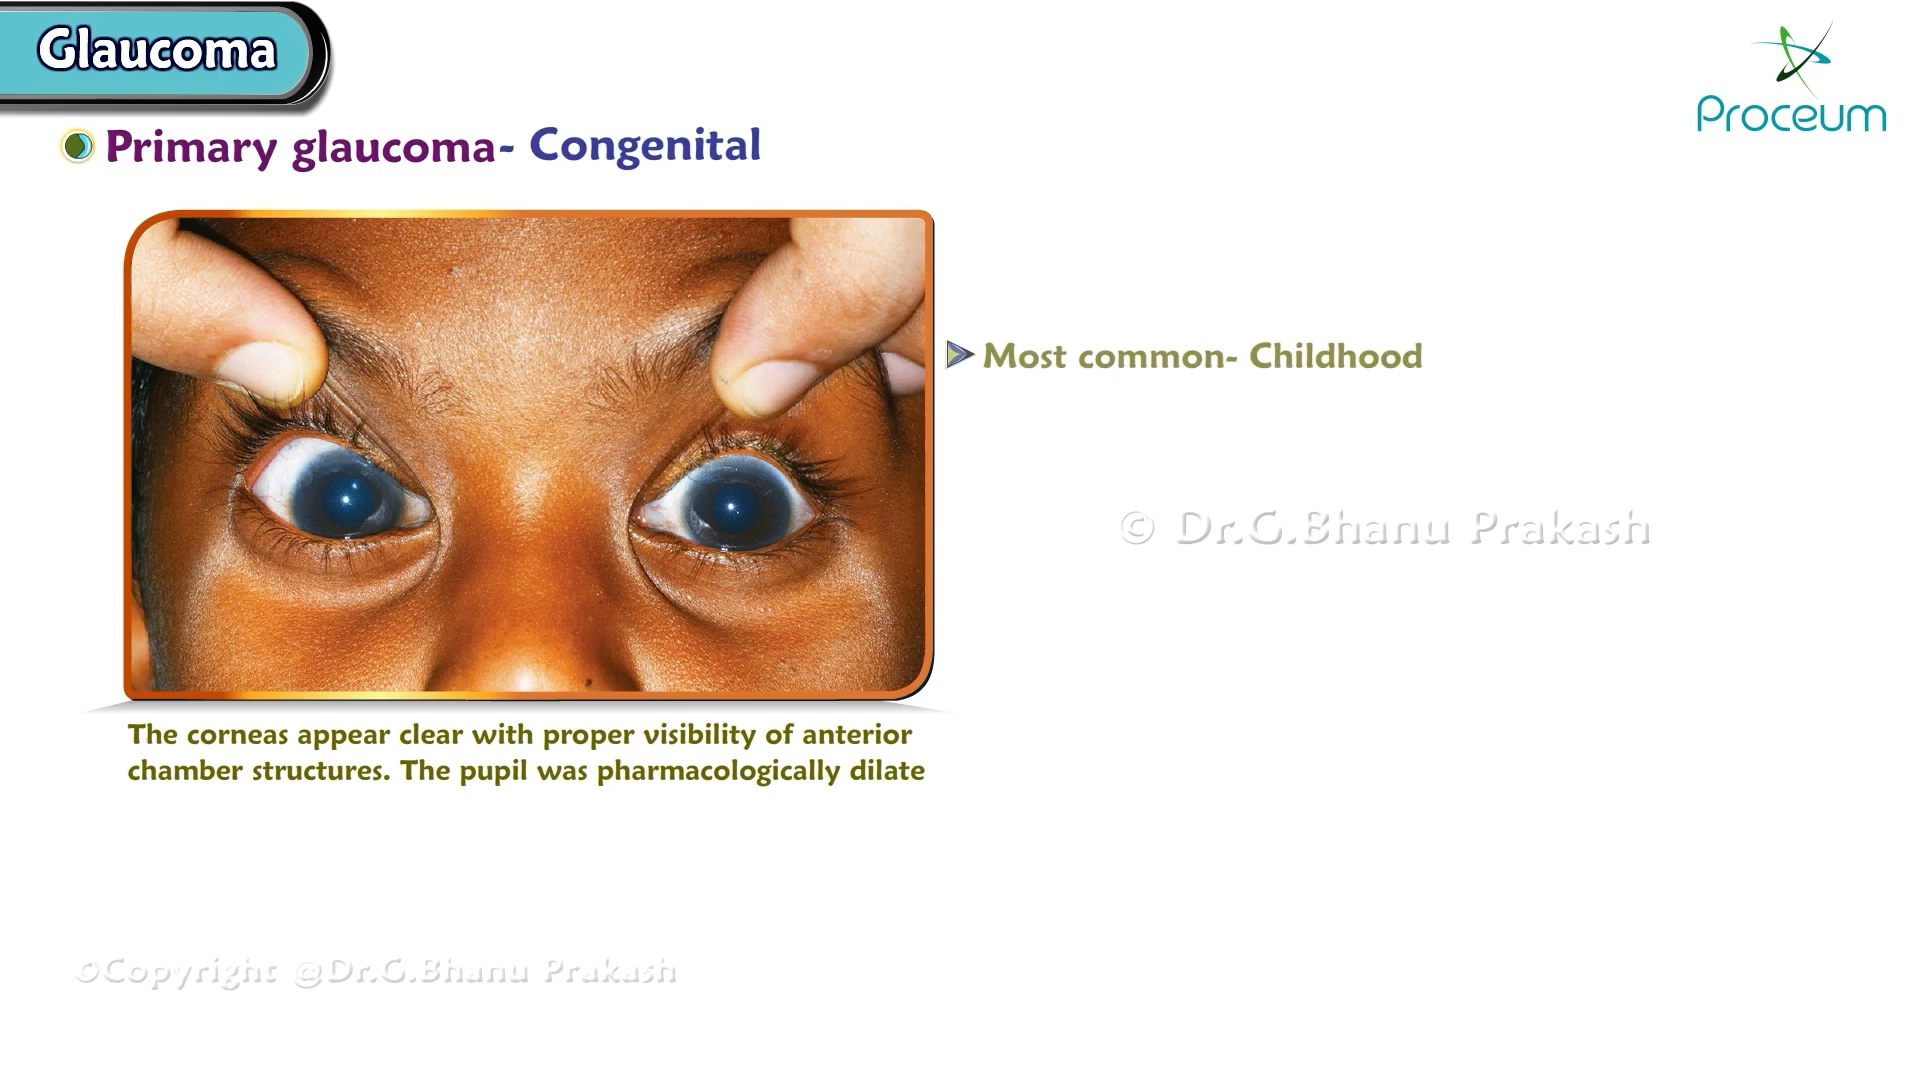 Glaucoma
Proceum
Primary glaucoma- Congenital
Most common- Childhood
© Dr.G.Bhanu Prakash
The corneas appear clear with proper visibility of anterior
chamber structures. The pupil was pharmacologically dilate
©Copyright @Dr.G.Bhanu Prakash